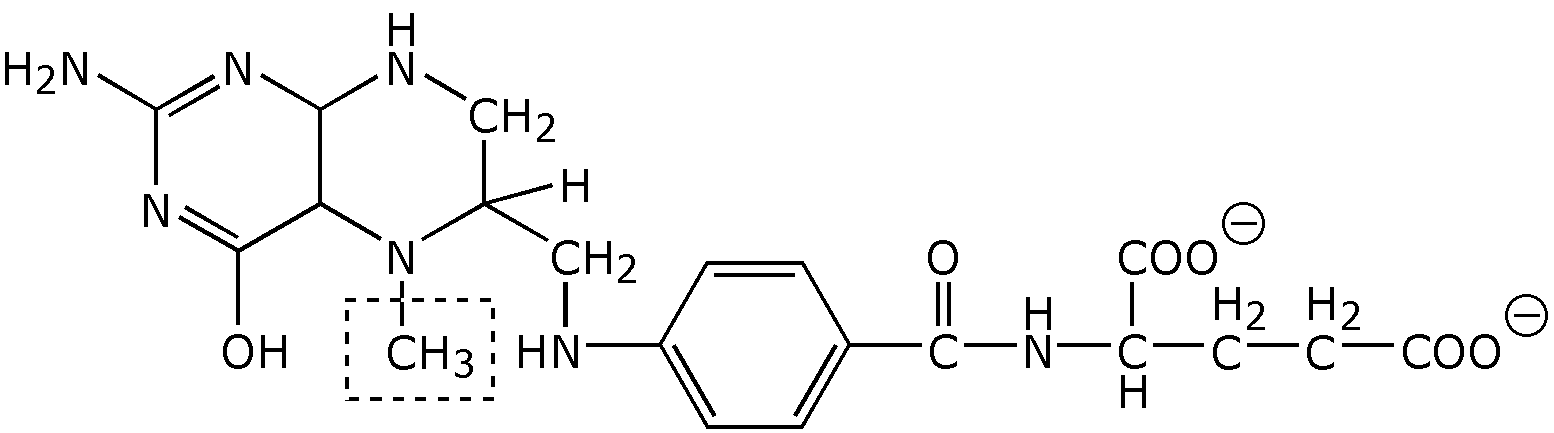 H
H₂N N N
CH₂
H
N
N CH₂ O COO⊖
H H₂ H₂
OH CH₃ HN C N C C C COO⊖
H